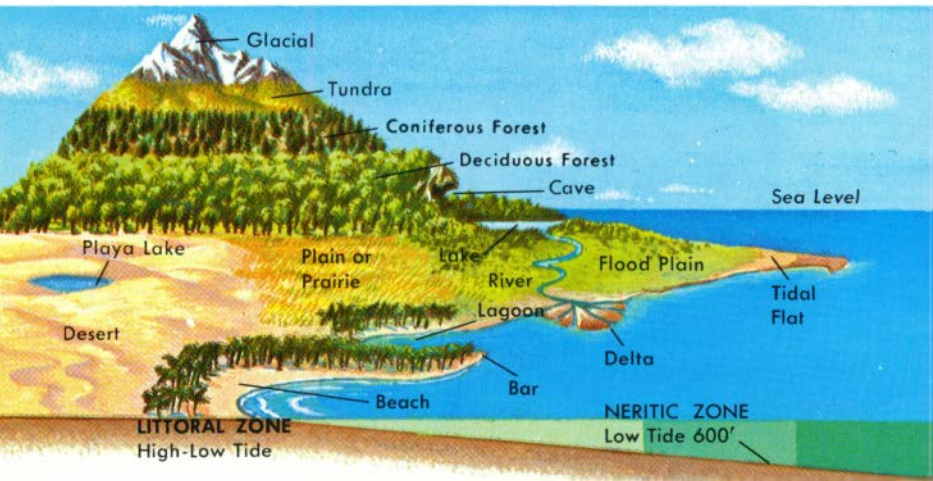 Glacial
Tundra
Coniferous Forest
Deciduous Forest
Cave
Sea Level
Playa Lake
Plain or
Prairie
Lake
River
Flood Plain
Tidal
Flat
Desert
Lagoon
Delta
Bar
Beach
LITTORAL ZONE
High-Low Tide
NERITIC ZONE
Low Tide 600'